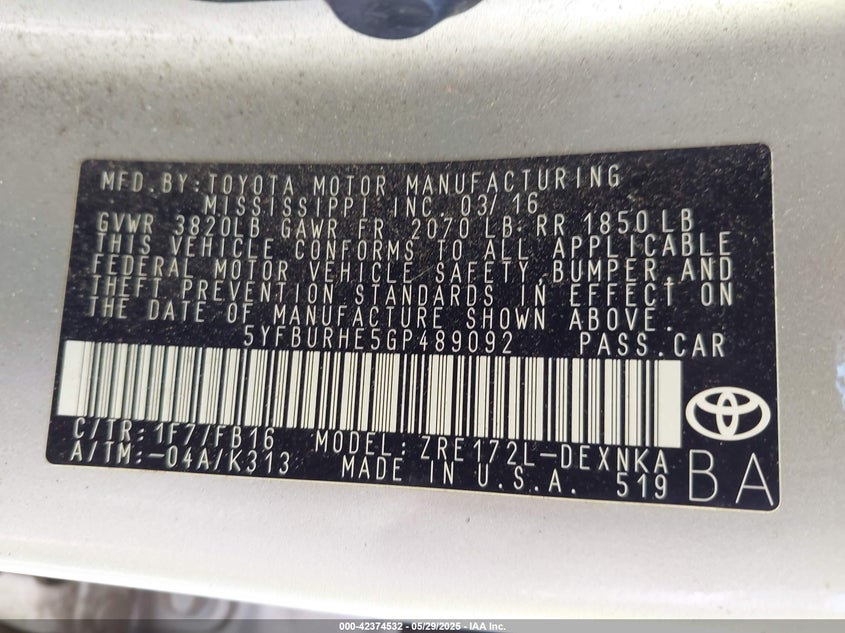 MFD. BY: TOYOTA MOTOR MANUFACTURING
MISSISSIPPI INC. 03/16
GVWR 3820LB GAWR FR 2070 LB RR 1850 LB
THIS VEHICLE CONFORMS TO ALL APPLICABLE
FEDERAL MOTOR VEHICLE SAFETY, BUMPER, AND
THEFT PREVENTION STANDARDS IN EFFECT ON
THE DATE OF MANUFACTURE SHOWN ABOVE.
5YFBURHE5GP489092 PASS. CAR
C/TR: 1F7/FB16 MODEL: ZRE172L-DEXNKA
A/TM: -04A/K313 MADE IN U.S.A. 519
BA
000-42374532 - 05/29/2025 - IAA Inc.